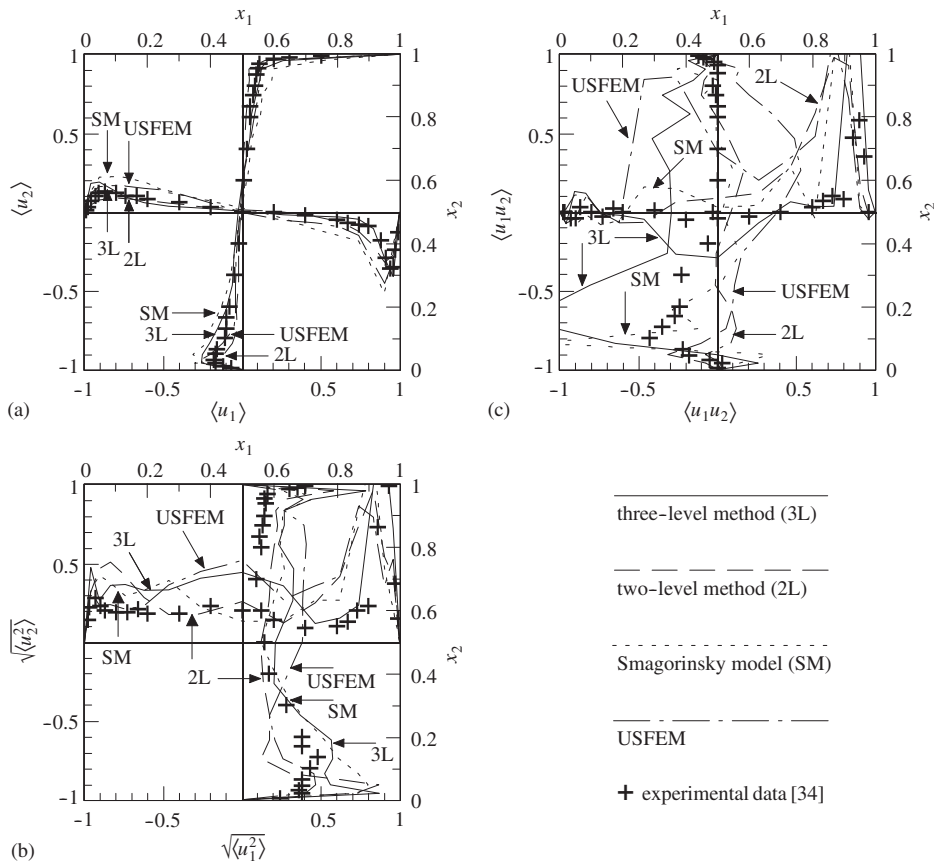 x1
0 0.2 0.4 0.6 0.8 1
1
0.5
-0.5
-1
⟨u2⟩
1
0.8
0.6
0.4
0.2
0
x2
SM
USFEM
3L
2L
SM
3L
USFEM
2L
-1 -0.5 0 0.5 1
(a)
⟨u1⟩
x1
0 0.2 0.4 0.6 0.8 1
1
0.5
-0.5
-1
⟨u1u2⟩
1
0.8
0.6
0.4
0.2
0
x2
USFEM
2L
SM
3L
SM
USFEM
2L
-1 -0.5 0 0.5 1
(c)
⟨u1u2⟩
x1
0 0.2 0.4 0.6 0.8 1
1
0.5
-0.5
-1
√⟨u2²⟩
1
0.8
0.6
0.4
0.2
0
x2
3L
USFEM
SM
2L
USFEM
SM
3L
-1 -0.5 0 0.5 1
(b)
√⟨u1²⟩
three-level method (3L)
two-level method (2L)
Smagorinsky model (SM)
USFEM
+ experimental data [34]